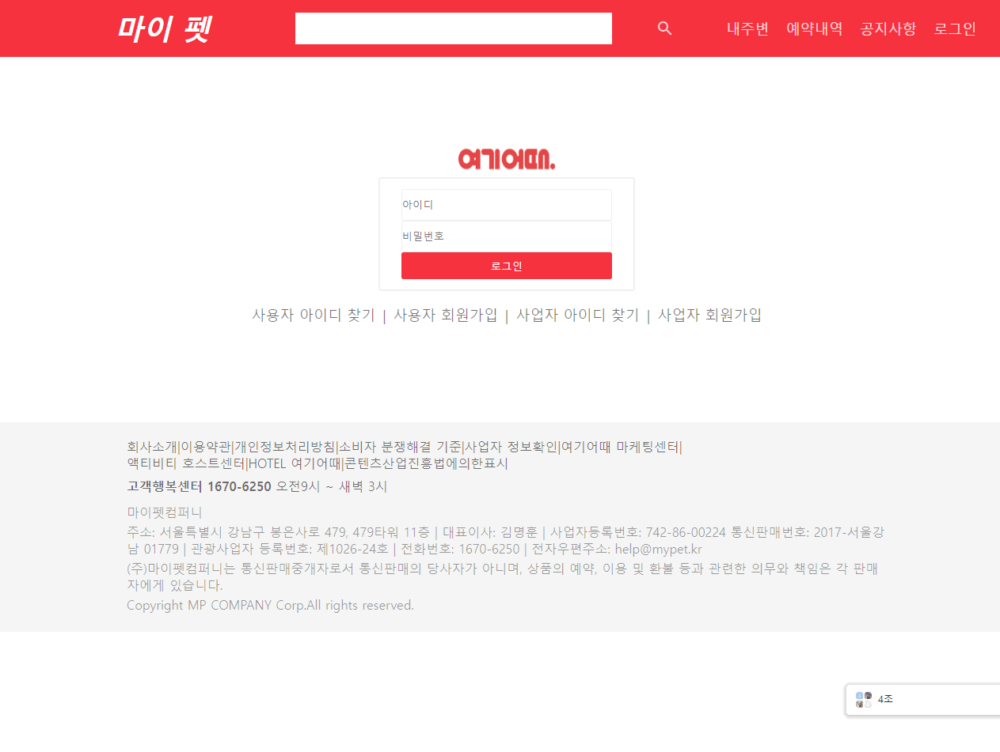 마이 펫
내주변 예약내역 공지사항 로그인
여기어때.
아이디
비밀번호
로그인
사용자 아이디 찾기 | 사용자 회원가입 | 사업자 아이디 찾기 | 사업자 회원가입
회사소개|이용약관|개인정보처리방침|소비자 분쟁해결 기준|사업자 정보확인|여기어때 마케팅센터|
액티비티 호스트센터|HOTEL 여기어때|콘텐츠산업진흥법에의한표시
고객행복센터 1670-6250 오전9시 ~ 새벽 3시
마이펫컴퍼니
주소: 서울특별시 강남구 봉은사로 479, 479타워 11층 | 대표이사: 김명훈 | 사업자등록번호: 742-86-00224 통신판매번호: 2017-서울강
남 01779 | 관광사업자 등록번호: 제1026-24호 | 전화번호: 1670-6250 | 전자우편주소: help@mypet.kr
(주)마이펫컴퍼니는 통신판매중개자로서 통신판매의 당사자가 아니며, 상품의 예약, 이용 및 환불 등과 관련한 의무와 책임은 각 판매
자에게 있습니다.
Copyright MP COMPANY Corp.All rights reserved.
4조